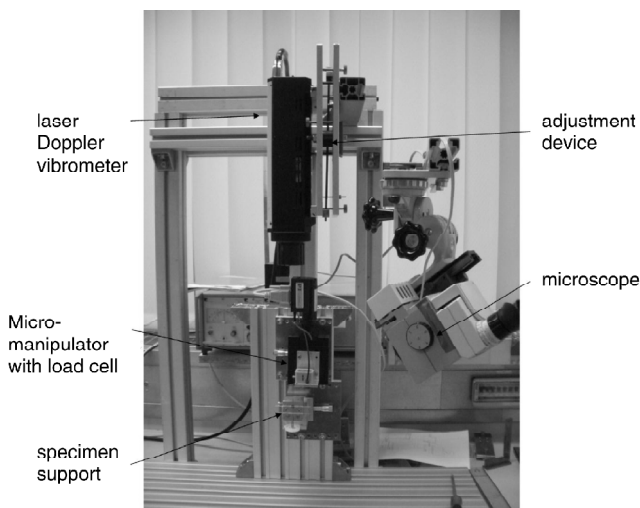 laser
Doppler
vibrometer
adjustment
device
microscope
Micro-
manipulator
with load cell
specimen
support